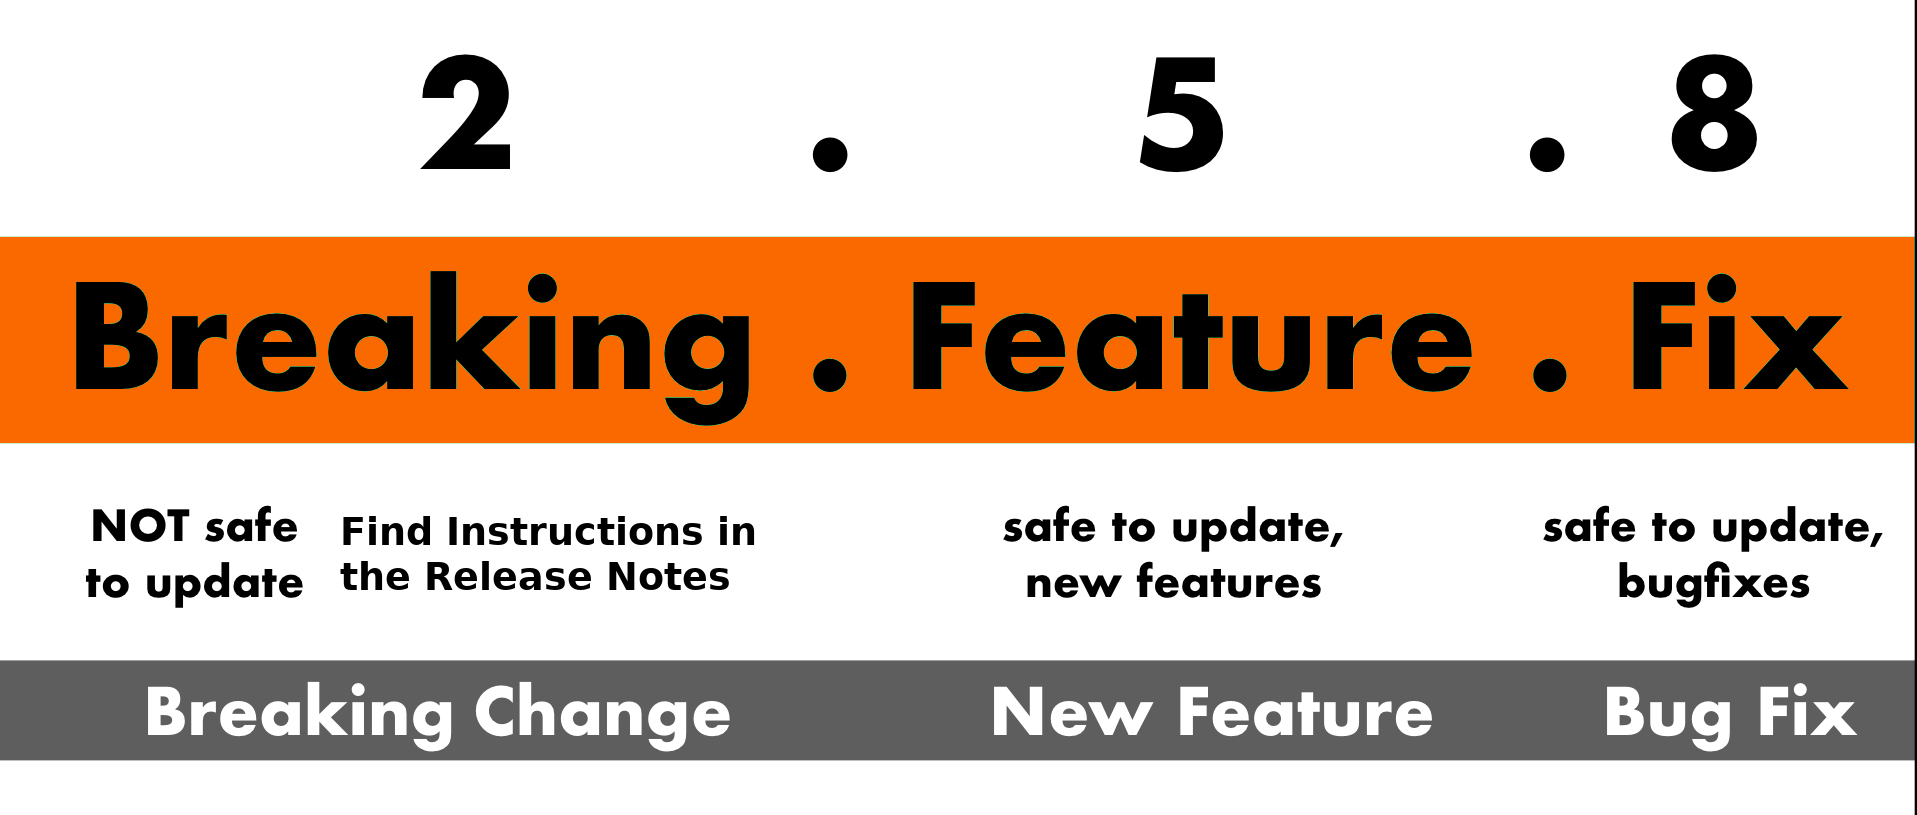 2 . 5 . 8
Breaking . Feature . Fix
NOT safe
to update
Find Instructions in
the Release Notes
safe to update,
new features
safe to update,
bugfixes
Breaking Change
New Feature
Bug Fix